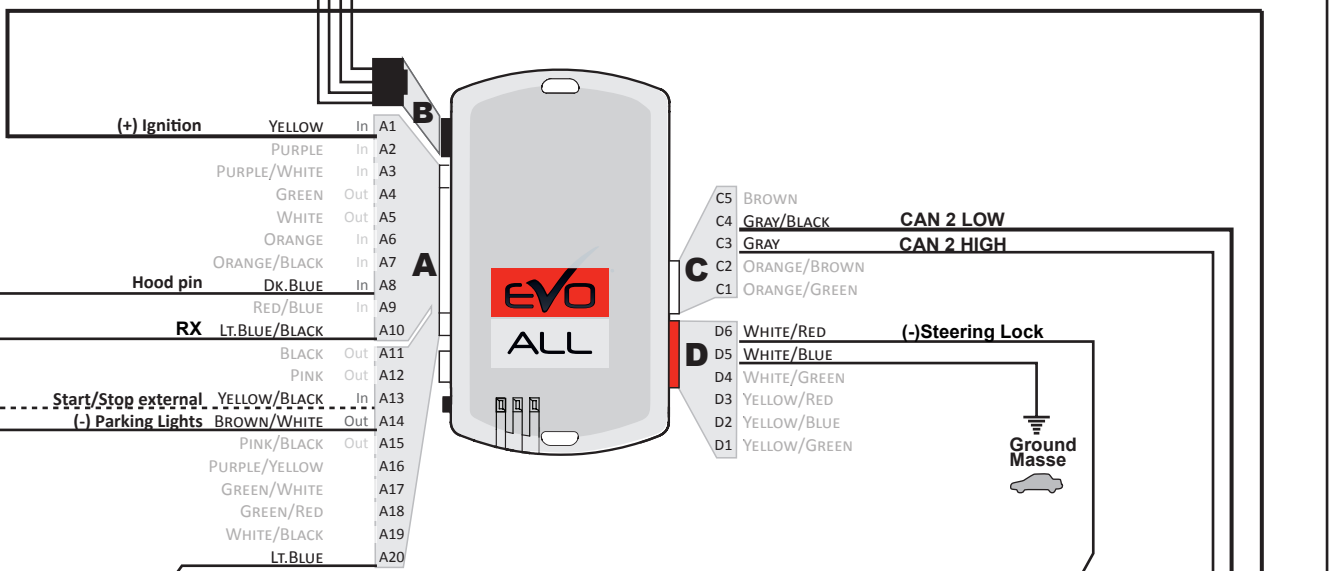 B
(+) Ignition YELLOW In A1
PURPLE In A2
PURPLE/WHITE In A3
GREEN Out A4
WHITE Out A5
ORANGE In A6
ORANGE/BLACK In A7
Hood pin DK.BLUE In A8
RED/BLUE In A9
RX LT.BLUE/BLACK A10
BLACK Out A11
PINK Out A12
Start/Stop external YELLOW/BLACK In A13
(-) Parking Lights BROWN/WHITE Out A14
PINK/BLACK Out A15
PURPLE/YELLOW A16
GREEN/WHITE A17
GREEN/RED A18
WHITE/BLACK A19
LT.BLUE A20
A
EVO
ALL
C
C5 BROWN
C4 GRAY/BLACK CAN 2 LOW
C3 GRAY CAN 2 HIGH
C2 ORANGE/BROWN
C1 ORANGE/GREEN
D
D6 WHITE/RED (-)Steering Lock
D5 WHITE/BLUE
D4 WHITE/GREEN
D3 YELLOW/RED
D2 YELLOW/BLUE
D1 YELLOW/GREEN
Ground
Masse